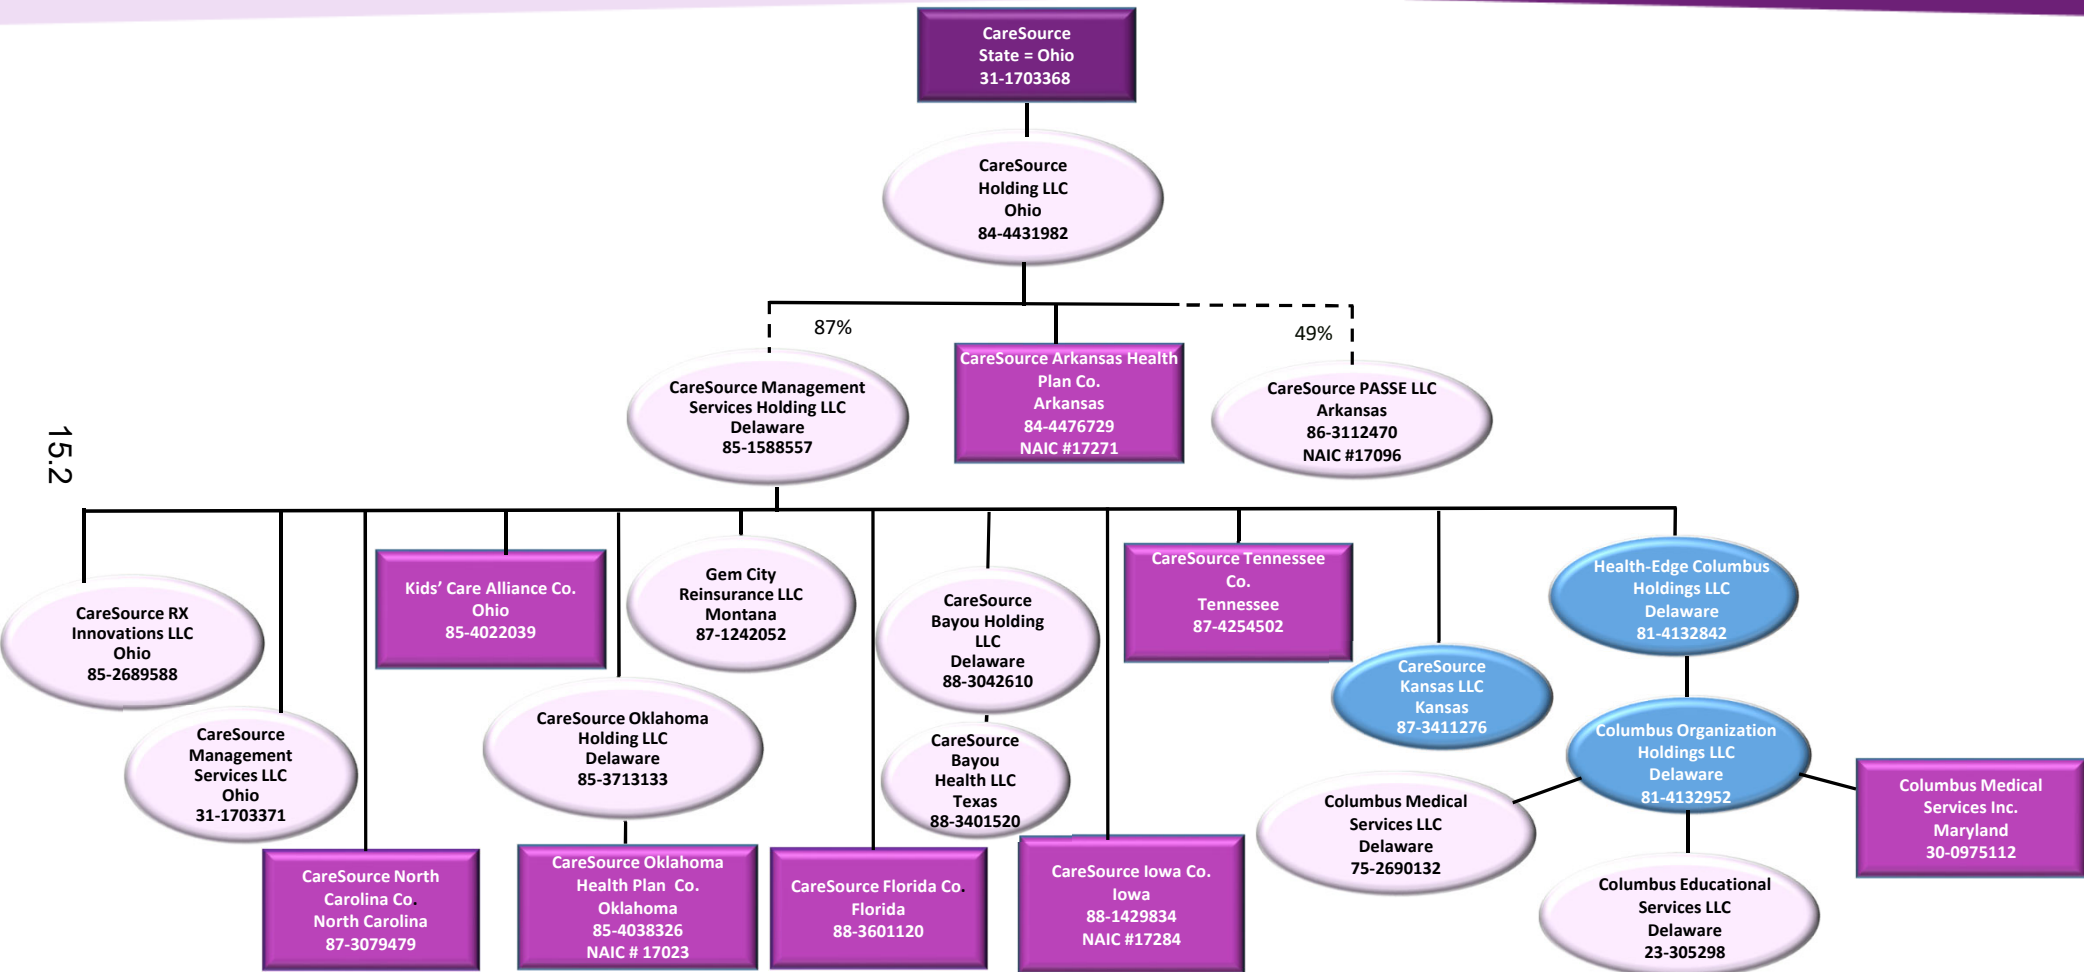 CareSource
State = Ohio
31-1703368
CareSource
Holding LLC
Ohio
84-4431982
87%
49%
CareSource Management
Services Holding LLC
Delaware
85-1588557
CareSource Arkansas Health
Plan Co.
Arkansas
84-4476729
NAIC #17271
CareSource PASSE LLC
Arkansas
86-3112470
NAIC #17096
15.2
CareSource RX
Innovations LLC
Ohio
85-2689588
CareSource
Management
Services LLC
Ohio
31-1703371
CareSource North
Carolina Co.
North Carolina
87-3079479
Kids’ Care Alliance Co.
Ohio
85-4022039
CareSource Oklahoma
Holding LLC
Delaware
85-3713133
CareSource Oklahoma
Health Plan Co.
Oklahoma
85-4038326
NAIC # 17023
Gem City
Reinsurance LLC
Montana
87-1242052
CareSource Florida Co.
Florida
88-3601120
CareSource
Bayou Holding
LLC
Delaware
88-3042610
CareSource
Bayou
Health LLC
Texas
88-3401520
CareSource Iowa Co.
Iowa
88-1429834
NAIC #17284
CareSource Tennessee
Co.
Tennessee
87-4254502
CareSource
Kansas LLC
Kansas
87-3411276
Health-Edge Columbus
Holdings LLC
Delaware
81-4132842
Columbus Organization
Holdings LLC
Delaware
81-4132952
Columbus Medical
Services LLC
Delaware
75-2690132
Columbus Educational
Services LLC
Delaware
23-305298
Columbus Medical
Services Inc.
Maryland
30-0975112